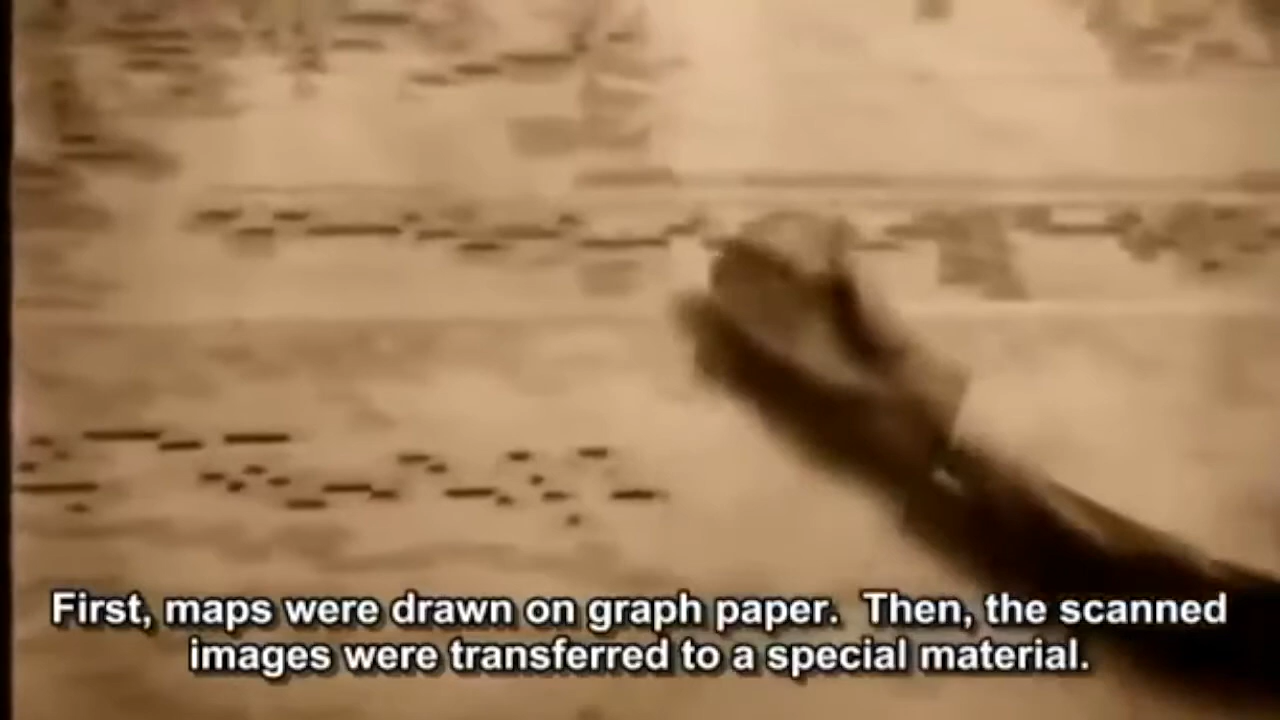 First, maps were drawn on graph paper.  Then, the scanned
images were transferred to a special material.